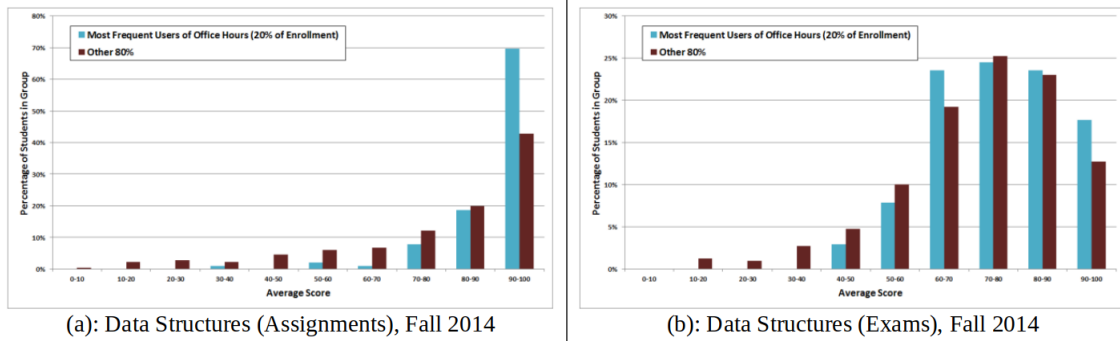 80%
70%
60%
50%
40%
30%
20%
10%
0%
Percentage of Students in Group
Most Frequent Users of Office Hours (20% of Enrollment)
Other 80%
0-10 10-20 20-30 30-40 40-50 50-60 60-70 70-80 80-90 90-100
Average Score
(a): Data Structures (Assignments), Fall 2014
30%
25%
20%
15%
10%
5%
0%
Percentage of Students in Group
Most Frequent Users of Office Hours (20% of Enrollment)
Other 80%
0-10 10-20 20-30 30-40 40-50 50-60 60-70 70-80 80-90 90-100
Average Score
(b): Data Structures (Exams), Fall 2014